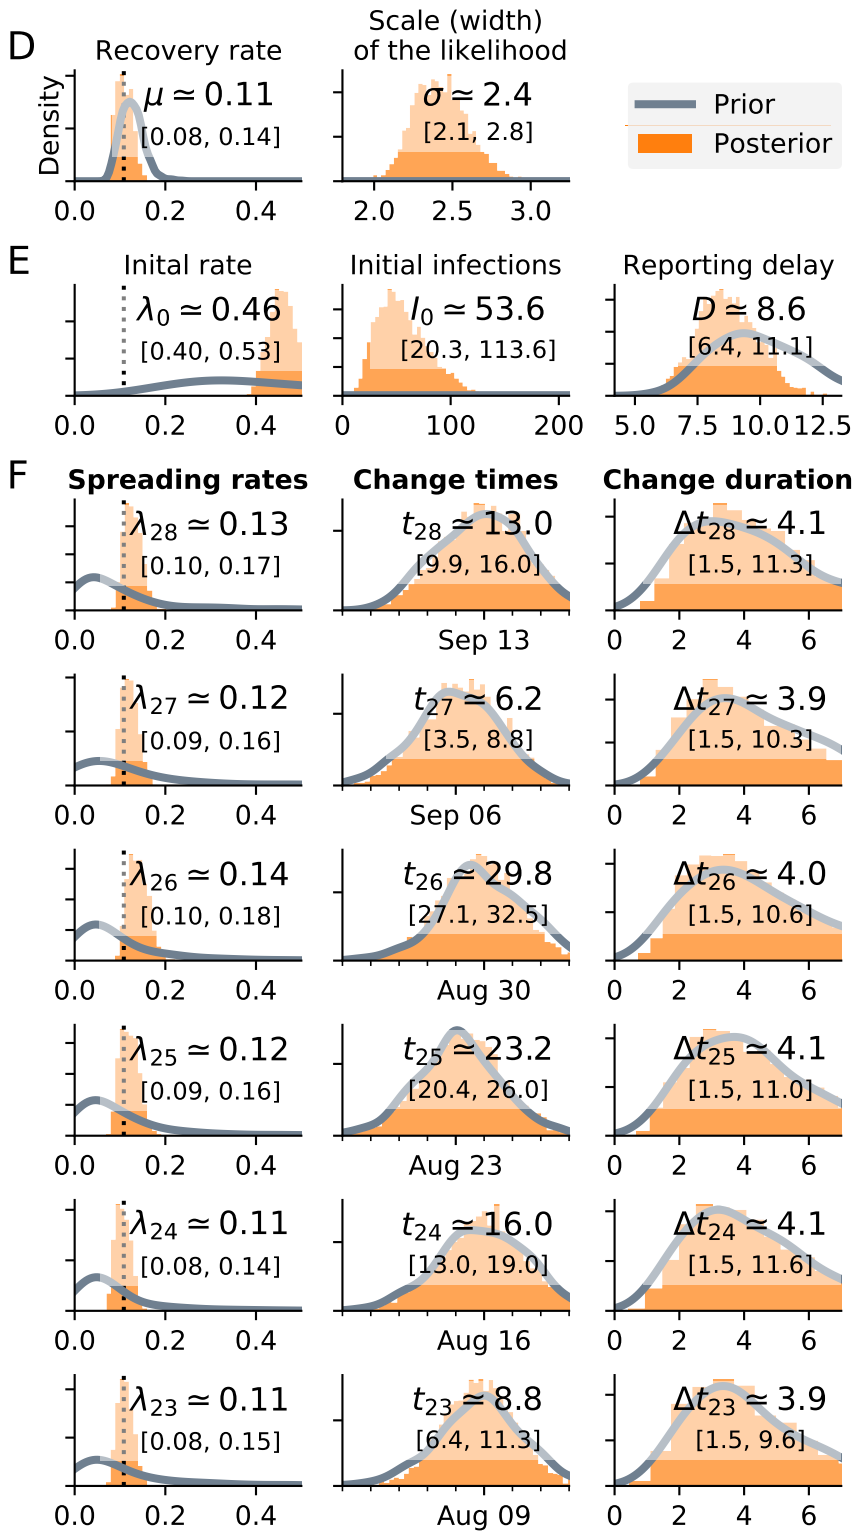 D
Recovery rate
Scale (width)
of the likelihood
Density
μ ≃ 0.11
[0.08, 0.14]
0.0 0.2 0.4
σ ≃ 2.4
[2.1, 2.8]
2.0 2.5 3.0
Prior
Posterior
E
Inital rate
λ0 ≃ 0.46
[0.40, 0.53]
0.0 0.2 0.4
Initial infections
I0 ≃ 53.6
[20.3, 113.6]
0 100 200
Reporting delay
D ≃ 8.6
[6.4, 11.1]
5.0 7.5 10.0 12.5
F
Spreading rates
Change times
Change duration
λ28 ≃ 0.13
[0.10, 0.17]
0.0 0.2 0.4
t28 ≃ 13.0
[9.9, 16.0]
Sep 13
Δt28 ≃ 4.1
[1.5, 11.3]
0 2 4 6
λ27 ≃ 0.12
[0.09, 0.16]
0.0 0.2 0.4
t27 ≃ 6.2
[3.5, 8.8]
Sep 06
Δt27 ≃ 3.9
[1.5, 10.3]
0 2 4 6
λ26 ≃ 0.14
[0.10, 0.18]
0.0 0.2 0.4
t26 ≃ 29.8
[27.1, 32.5]
Aug 30
Δt26 ≃ 4.0
[1.5, 10.6]
0 2 4 6
λ25 ≃ 0.12
[0.09, 0.16]
0.0 0.2 0.4
t25 ≃ 23.2
[20.4, 26.0]
Aug 23
Δt25 ≃ 4.1
[1.5, 11.0]
0 2 4 6
λ24 ≃ 0.11
[0.08, 0.14]
0.0 0.2 0.4
t24 ≃ 16.0
[13.0, 19.0]
Aug 16
Δt24 ≃ 4.1
[1.5, 11.6]
0 2 4 6
λ23 ≃ 0.11
[0.08, 0.15]
0.0 0.2 0.4
t23 ≃ 8.8
[6.4, 11.3]
Aug 09
Δt23 ≃ 3.9
[1.5, 9.6]
0 2 4 6